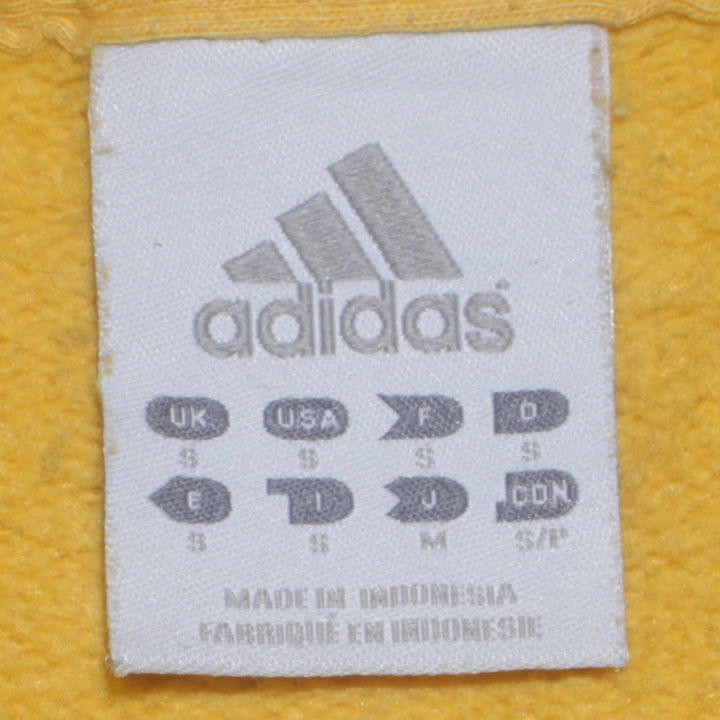 adidas®
UK USA F D
S S S S
E I J CDN
S S M S/P
MADE IN INDONESIA
FABRIQUÉ EN INDONESIE